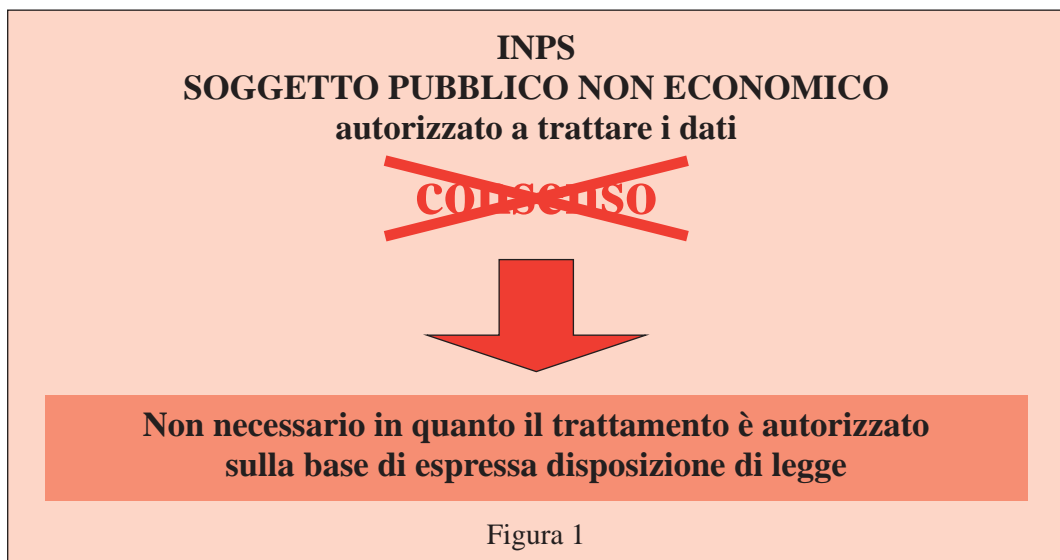 INPS
SOGGETTO PUBBLICO NON ECONOMICO
autorizzato a trattare i dati
consenso
Non necessario in quanto il trattamento è autorizzato
sulla base di espressa disposizione di legge
Figura 1